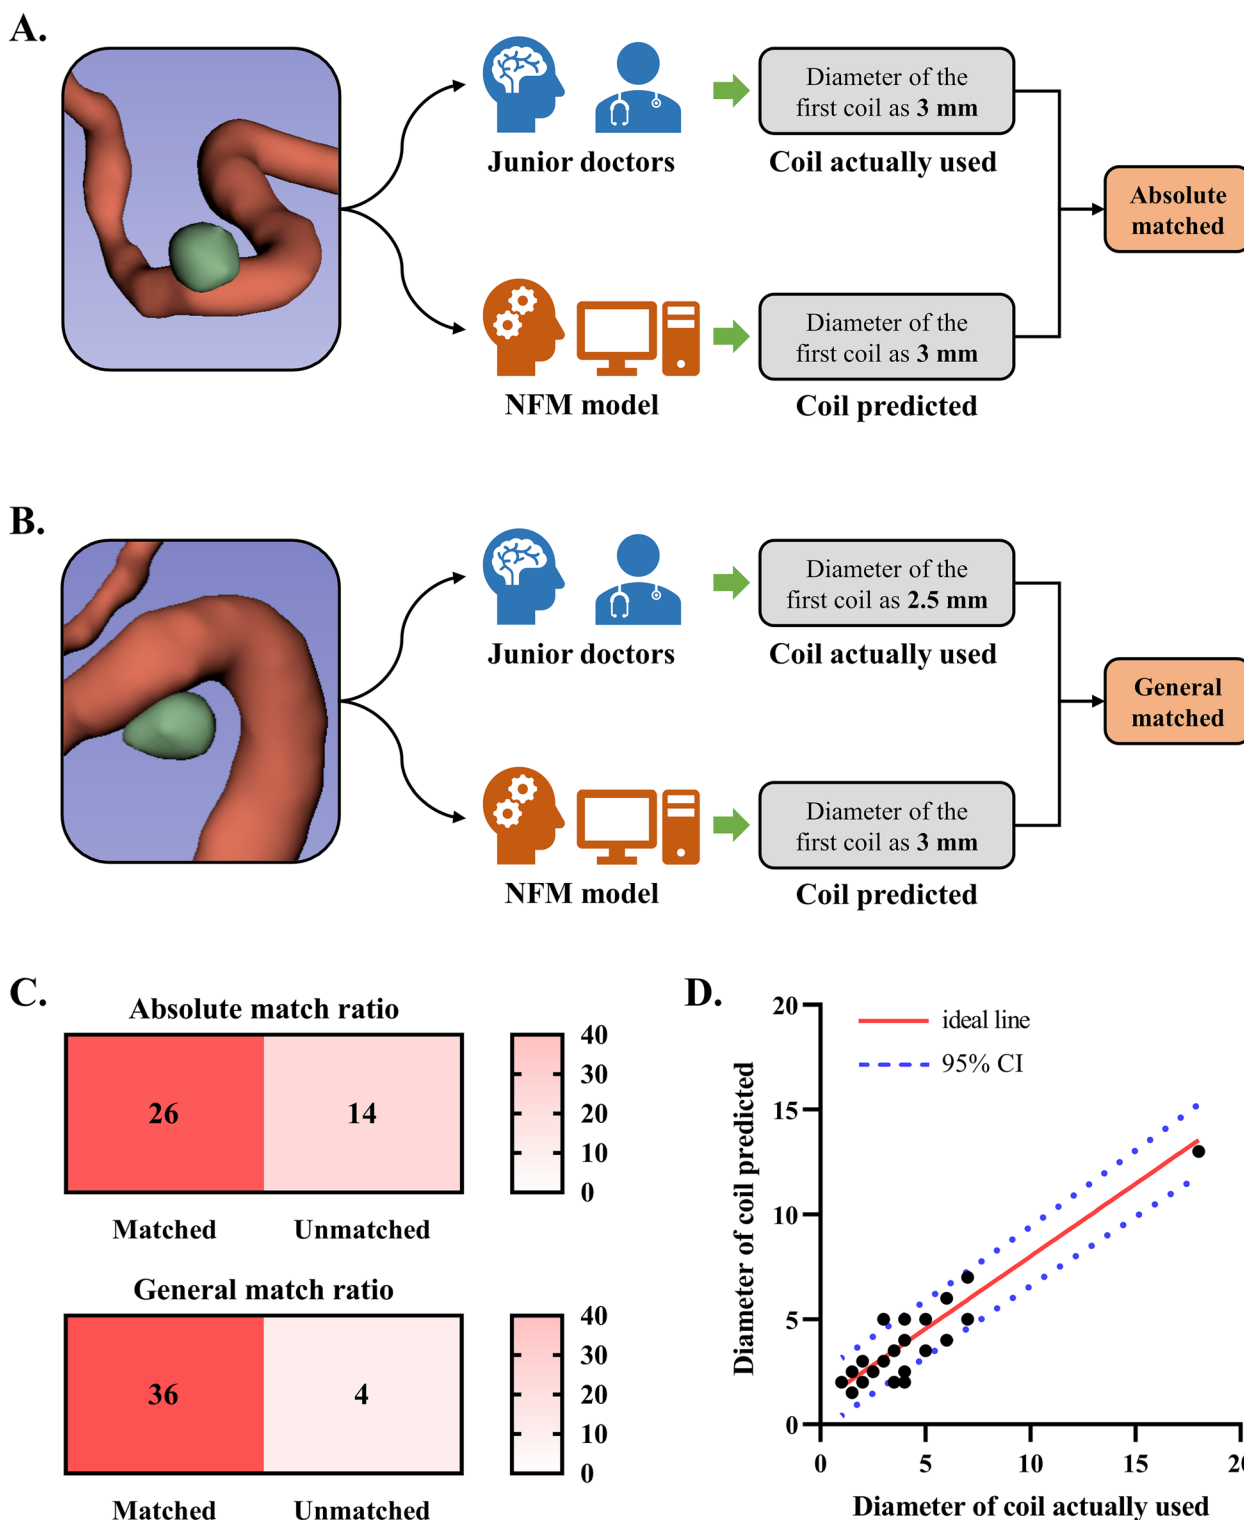 A.
Junior doctors
Diameter of the
first coil as 3 mm
Coil actually used
Absolute
matched
NFM model
Diameter of the
first coil as 3 mm
Coil predicted
B.
Junior doctors
Diameter of the
first coil as 2.5 mm
Coil actually used
General
matched
NFM model
Diameter of the
first coil as 3 mm
Coil predicted
C.
Absolute match ratio
26
14
Matched
Unmatched
40
30
20
10
0
General match ratio
36
4
Matched
Unmatched
40
30
20
10
0
D.
ideal line
95% CI
Diameter of coil predicted
20
15
10
5
0
0
5
10
15
20
Diameter of coil actually used